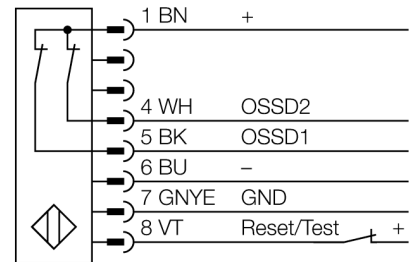 1 BN +
4 WH OSSD2
5 BK OSSD1
6 BU –
7 GNYE GND
8 VT Reset/Test +